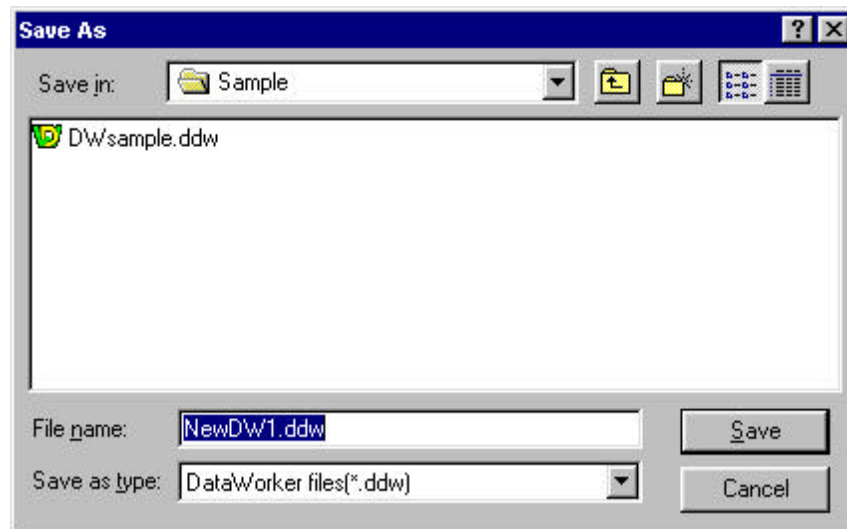 Save As
Save in: Sample
DWsample.ddw
File name: NewDW1.ddw
Save
Save as type: DataWorker files(*.ddw)
Cancel